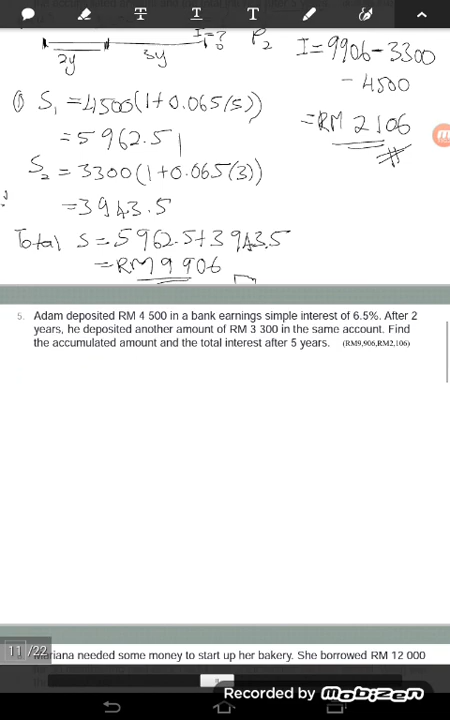 I=? P2
2y 3y
I=9906-3300
-4500
=RM 2106
① S1 =4500(1+0.065(5))
=5962.5
S2 = 3300(1+0.065(3))
=3943.5
Total S=5962.5+3943.5
=RM9906
5. Adam deposited RM 4 500 in a bank earnings simple interest of 6.5%. After 2
years, he deposited another amount of RM 3 300 in the same account. Find
the accumulated amount and the total interest after 5 years. (RM9,906,RM2,106)
11 /22
Mariana needed some money to start up her bakery. She borrowed RM 12 000
Recorded by Mobizen